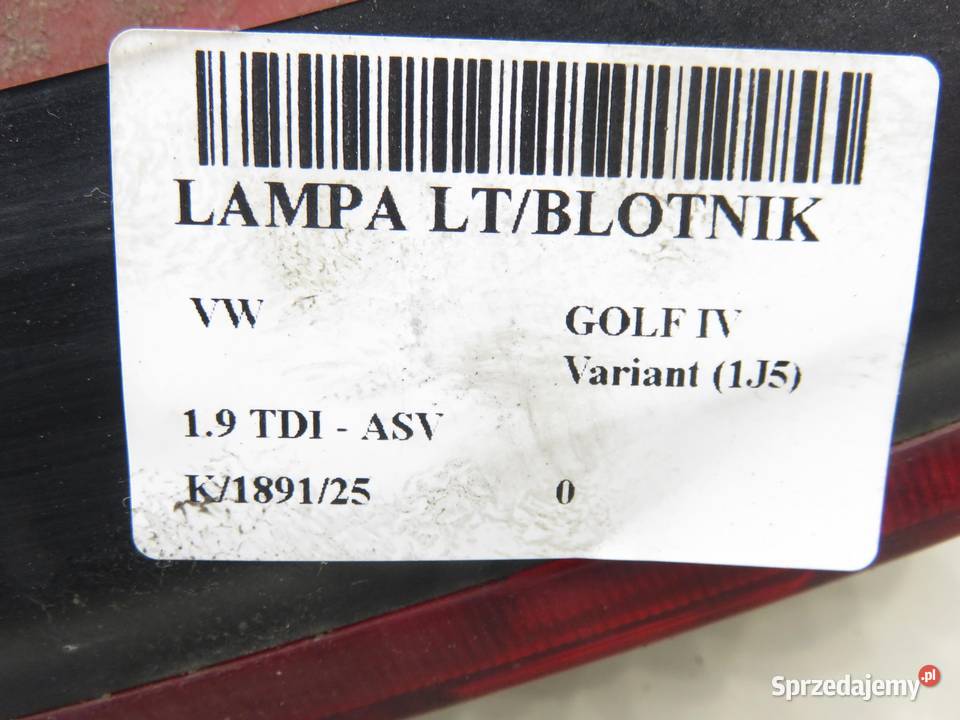 LAMPA LT/BLOTNIK
VW
GOLF IV
Variant (1J5)
1.9 TDI - ASV
K/1891/25
0
Sprzedajemy.pl